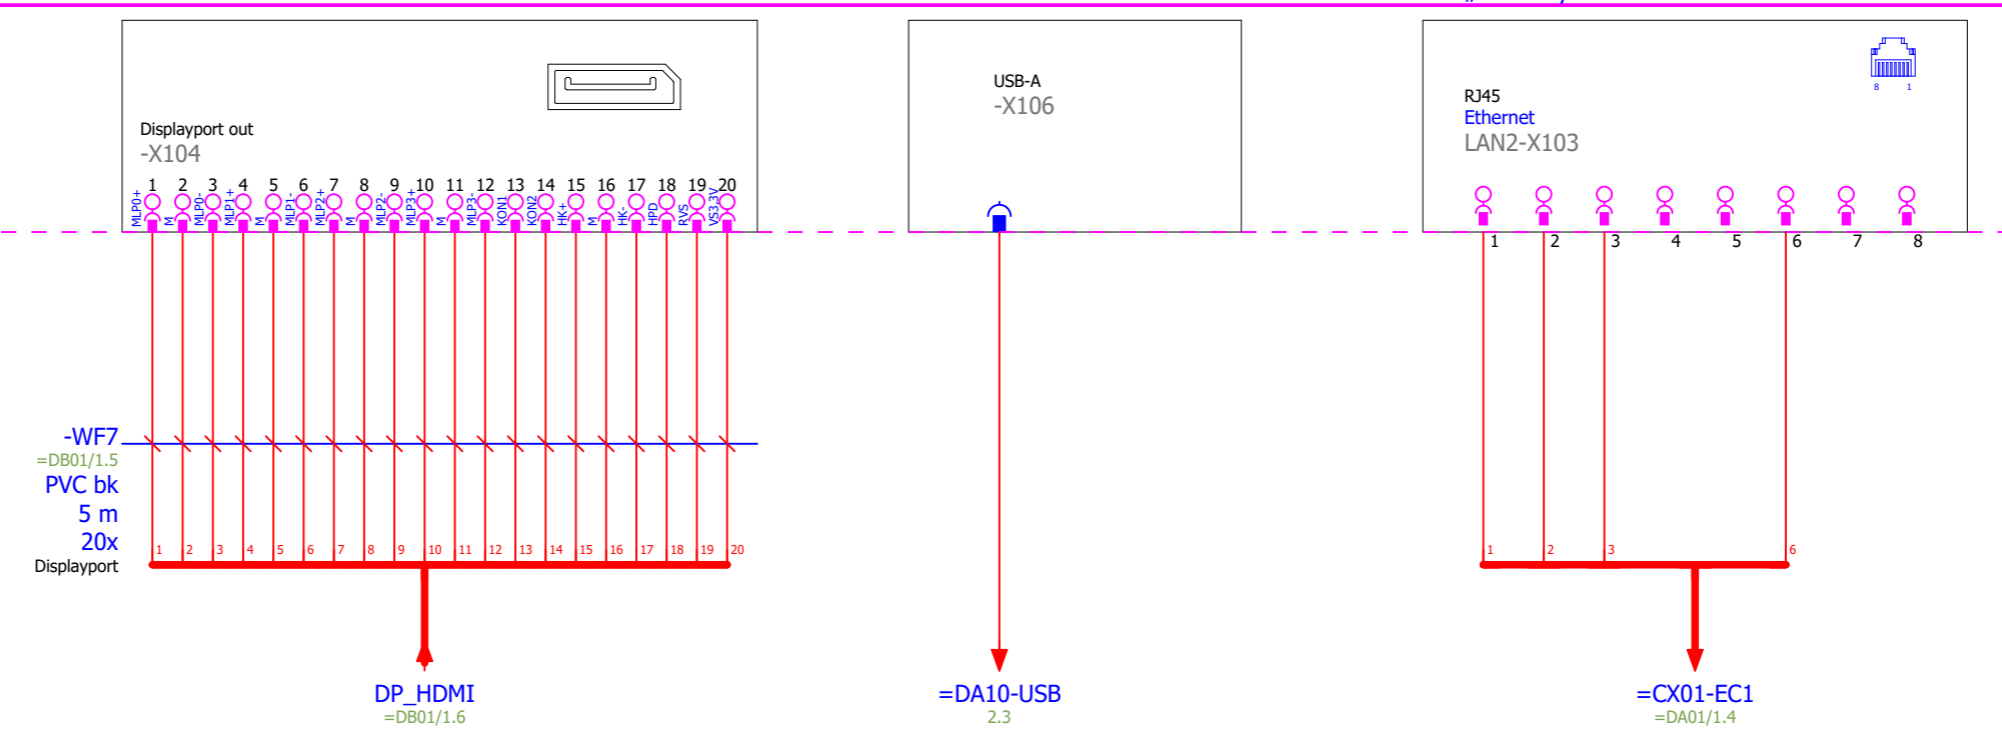 Displayport out
-X104
1 2 3 4 5 6 7 8 9 10 11 12 13 14 15 16 17 18 19 20
MLP0+ M MLP0- MLP1+ M MLP1- MLP2+ M MLP2- MLP3+ M MLP3- KON1 KON2 HK+ M HK- HPD RVS VS3,3V
-WF7
=DB01/1.5
PVC bk
5 m
20x
Displayport
1 2 3 4 5 6 7 8 9 10 11 12 13 14 15 16 17 18 19 20
DP_HDMI
=DB01/1.6
USB-A
-X106
=DA10-USB
2.3
8 1
RJ45
Ethernet
LAN2-X103
1 2 3 4 5 6 7 8
1 2 3 6
=CX01-EC1
=DA01/1.4